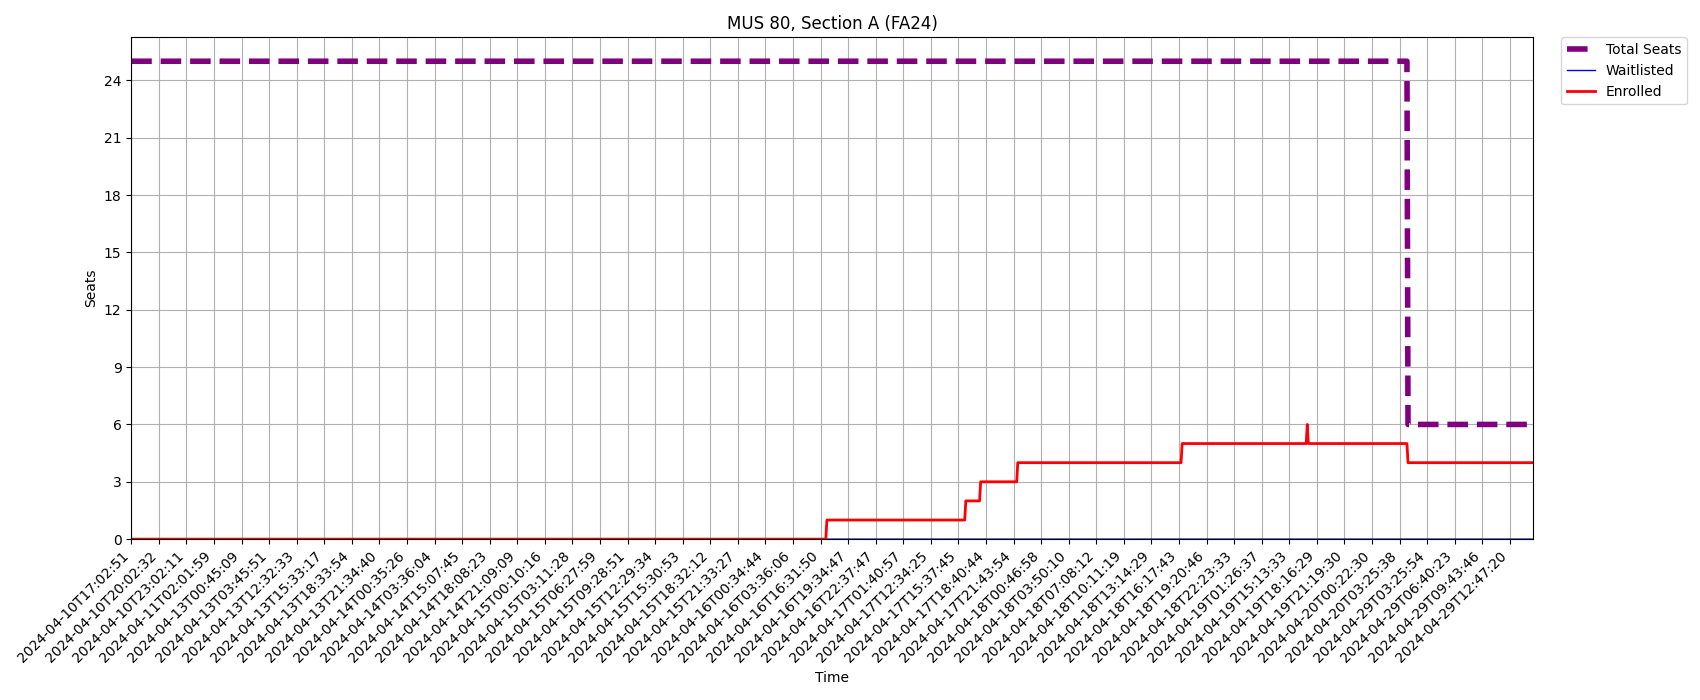 MUS 80, Section A (FA24)
Total Seats
Waitlisted
Enrolled
Seats
24
21
18
15
12
9
6
3
0
2024-04-10T17:02:51
2024-04-10T20:02:32
2024-04-10T23:02:11
2024-04-11T02:01:59
2024-04-13T00:45:09
2024-04-13T03:45:51
2024-04-13T12:32:33
2024-04-13T15:33:17
2024-04-13T18:33:54
2024-04-13T21:34:40
2024-04-14T00:35:26
2024-04-14T03:36:04
2024-04-14T15:07:45
2024-04-14T18:08:23
2024-04-14T21:09:09
2024-04-15T00:10:16
2024-04-15T03:11:28
2024-04-15T06:27:59
2024-04-15T09:28:51
2024-04-15T12:29:34
2024-04-15T15:30:53
2024-04-15T18:32:12
2024-04-15T21:33:27
2024-04-16T00:34:44
2024-04-16T03:36:06
2024-04-16T16:31:50
2024-04-16T19:34:47
2024-04-16T22:37:47
2024-04-17T01:40:57
2024-04-17T12:34:25
2024-04-17T15:37:45
2024-04-17T18:40:44
2024-04-17T21:43:54
2024-04-18T00:46:58
2024-04-18T03:50:10
2024-04-18T07:08:12
2024-04-18T10:11:19
2024-04-18T13:14:29
2024-04-18T16:17:43
2024-04-18T19:20:46
2024-04-18T22:23:33
2024-04-19T01:26:37
2024-04-19T15:13:33
2024-04-19T18:16:29
2024-04-19T21:19:30
2024-04-20T00:22:30
2024-04-20T03:25:38
2024-04-29T03:25:54
2024-04-29T06:40:23
2024-04-29T09:43:46
2024-04-29T12:47:20
Time